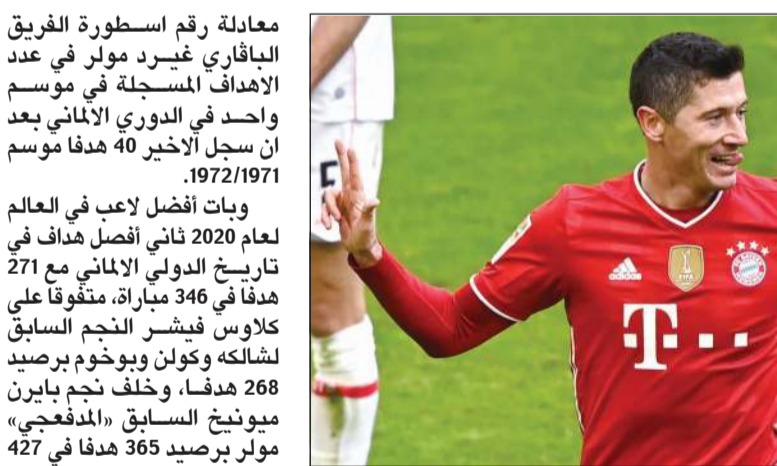 معادلة رقم اسطورة الفريق
الباڤاري غيرد مولر في عدد
الاهداف المسجلة في موسم
واحد في الدوري الالماني بعد
ان سجل الاخير 40 هدفا موسم
1972/1971.
وبات أفضل لاعب في العالم
لعام 2020 ثاني أفصل هداف في
تاريخ الدولي الالماني مع 271
هدفا في 346 مباراة، متفوقا على
كلاوس فيشر النجم السابق
لشالكه وكولن وبوخوم برصيد
268 هدفا، وخلف نجم بايرن
ميونيخ السابق «المدفعجي»
مولر برصيد 365 هدفا في 427
adidas
FIFA
T